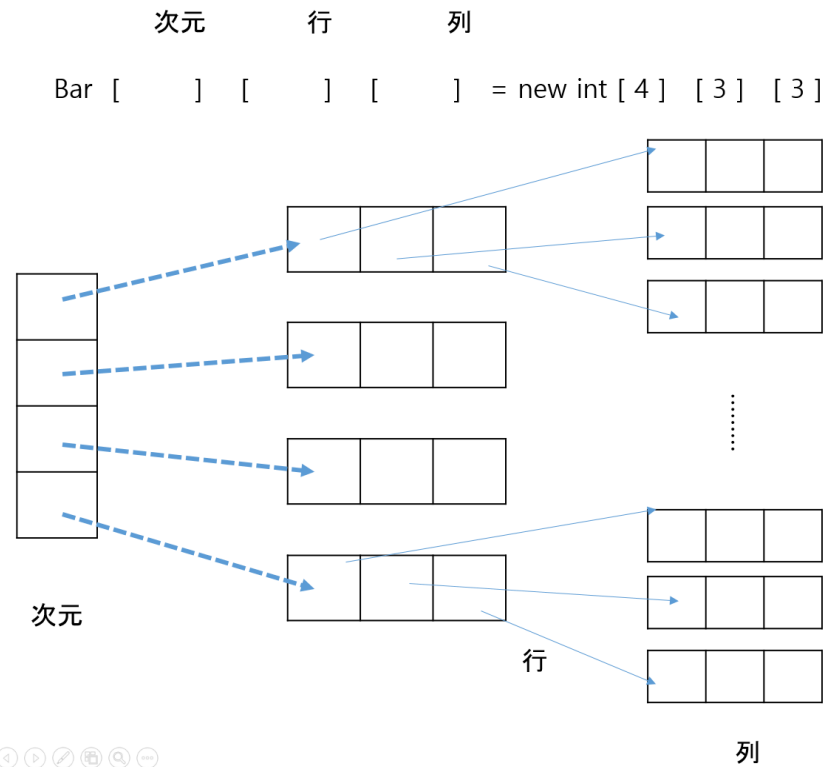 次元 行 列
Bar [ ] [ ] [ ] = new int [ 4 ] [ 3 ] [ 3 ]
次元
行
列